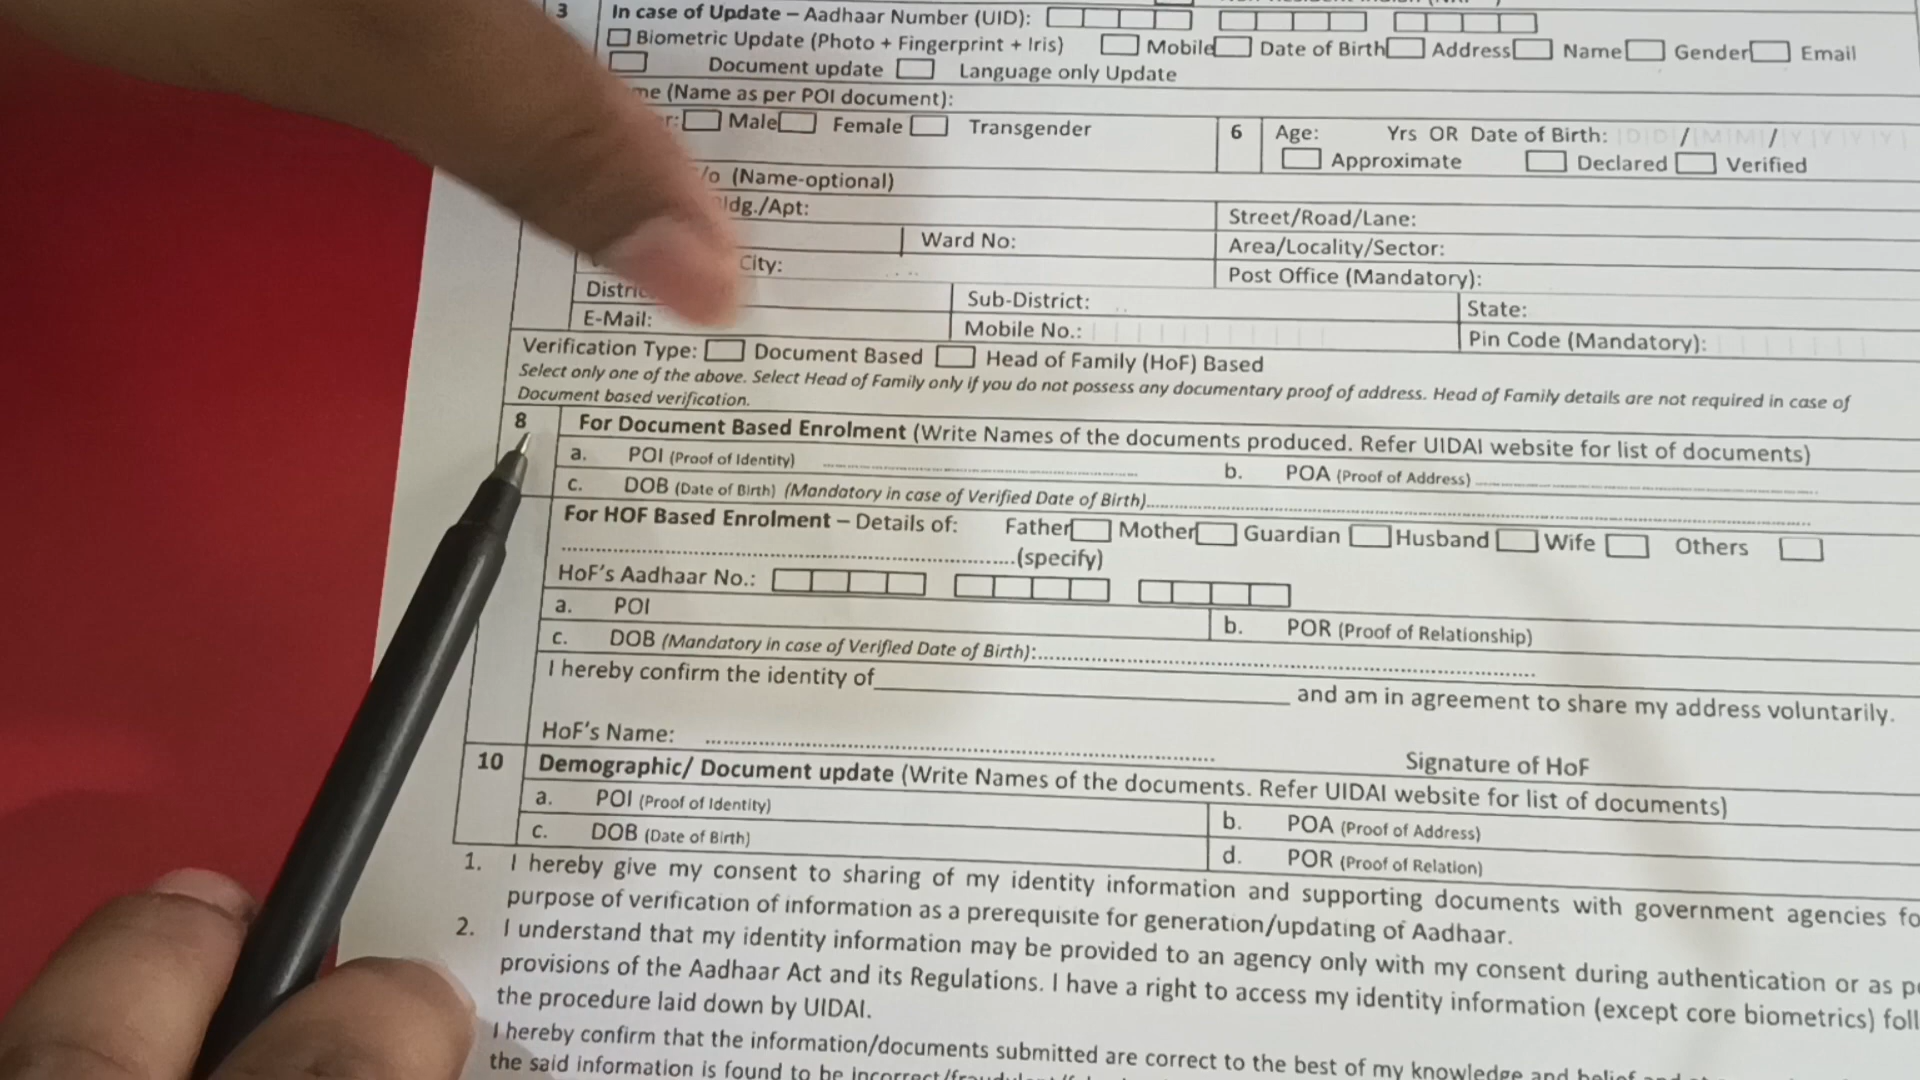 3 In case of Update – Aadhaar Number (UID):
Biometric Update (Photo + Fingerprint + Iris) Mobile Date of Birth Address Name Gender Email
Document update Language only Update
me (Name as per POI document):
r: Male Female Transgender 6 Age: Yrs OR Date of Birth: DD / MM / YYYY
Approximate Declared Verified
/o (Name-optional)
ldg./Apt: Street/Road/Lane:
Ward No: Area/Locality/Sector:
City: Post Office (Mandatory):
Distri Sub-District: State:
E-Mail: Mobile No.: Pin Code (Mandatory):
Verification Type: Document Based Head of Family (HoF) Based
Select only one of the above. Select Head of Family only if you do not possess any documentary proof of address. Head of Family details are not required in case of
Document based verification.
8 For Document Based Enrolment (Write Names of the documents produced. Refer UIDAI website for list of documents)
a. POI (Proof of Identity) b. POA (Proof of Address)
c. DOB (Date of Birth) (Mandatory in case of Verified Date of Birth)
For HOF Based Enrolment – Details of: Father Mother Guardian Husband Wife Others
(specify)
HoF's Aadhaar No.:
a. POI b. POR (Proof of Relationship)
c. DOB (Mandatory in case of Verified Date of Birth):
I hereby confirm the identity of and am in agreement to share my address voluntarily.
HoF's Name: Signature of HoF
10 Demographic/ Document update (Write Names of the documents. Refer UIDAI website for list of documents)
a. POI (Proof of Identity) b. POA (Proof of Address)
c. DOB (Date of Birth) d. POR (Proof of Relation)
1. I hereby give my consent to sharing of my identity information and supporting documents with government agencies fo
purpose of verification of information as a prerequisite for generation/updating of Aadhaar.
2. I understand that my identity information may be provided to an agency only with my consent during authentication or as p
provisions of the Aadhaar Act and its Regulations. I have a right to access my identity information (except core biometrics) foll
the procedure laid down by UIDAI.
I hereby confirm that the information/documents submitted are correct to the best of my knowledge and belief
the said information is found to be incorrect/